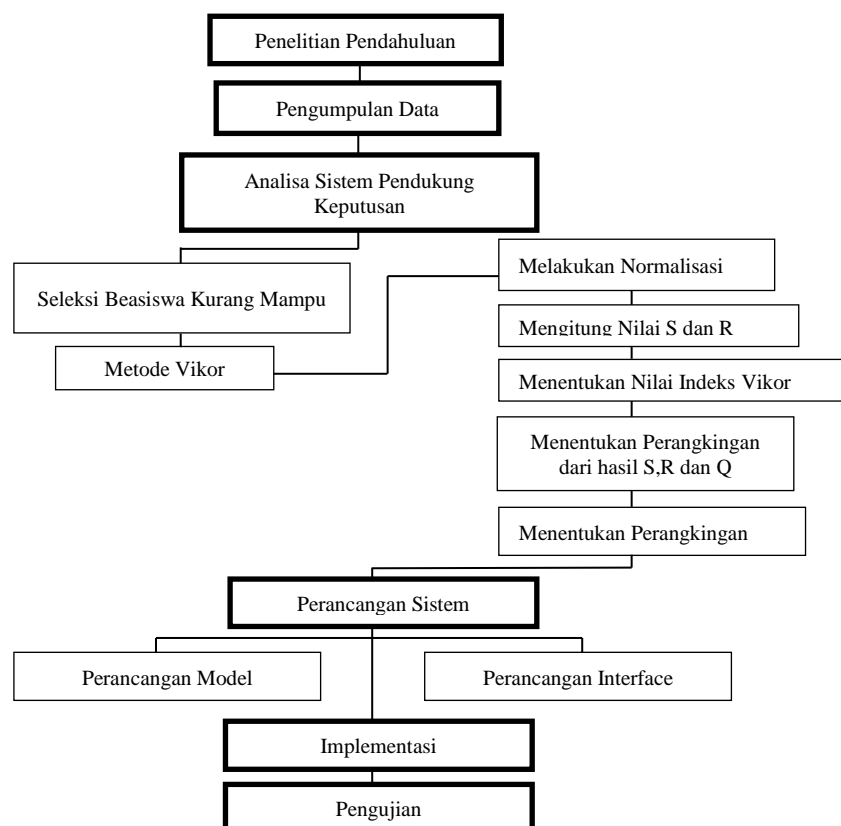 Penelitian Pendahuluan
Pengumpulan Data
Analisa Sistem Pendukung
Keputusan
Seleksi Beasiswa Kurang Mampu
Metode Vikor
Melakukan Normalisasi
Mengitung Nilai S dan R
Menentukan Nilai Indeks Vikor
Menentukan Perangkingan
dari hasil S,R dan Q
Menentukan Perangkingan
Perancangan Sistem
Perancangan Model
Perancangan Interface
Implementasi
Pengujian